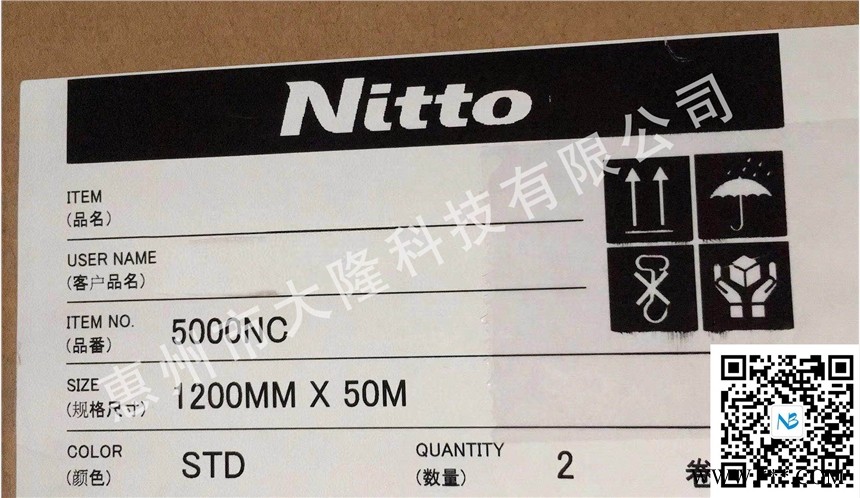 Nitto
ITEM
(品名)
USER NAME
(客户品名)
ITEM NO.
(品番)
5000NC
SIZE
(规格尺寸)
1200MM X 50M
COLOR
(颜色)
STD
QUANTITY
(数量)
2
卷
惠州市大隆科技有限公司